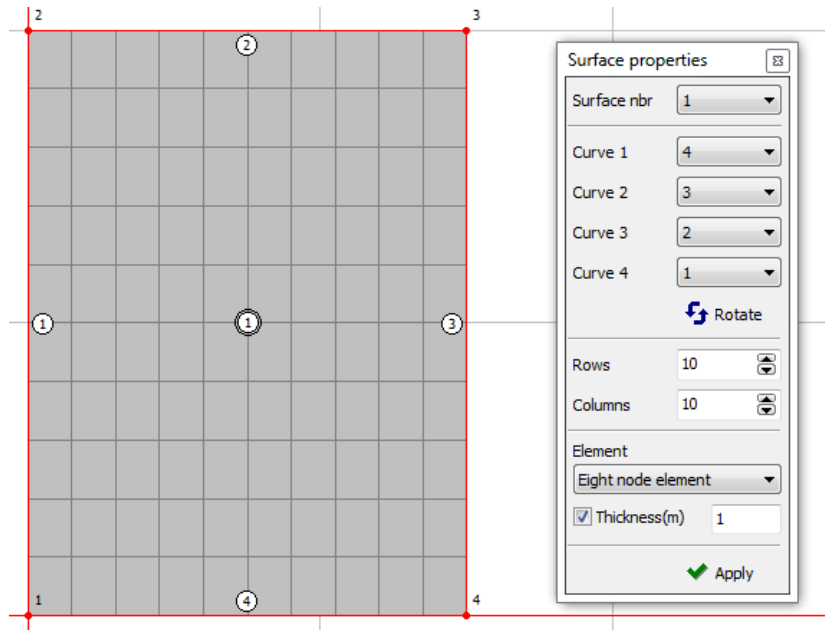 2
3
2
1
1
3
1
4
4
Surface properties
Surface nbr 1
Curve 1 4
Curve 2 3
Curve 3 2
Curve 4 1
Rotate
Rows 10
Columns 10
Element
Eight node element
Thickness(m) 1
Apply